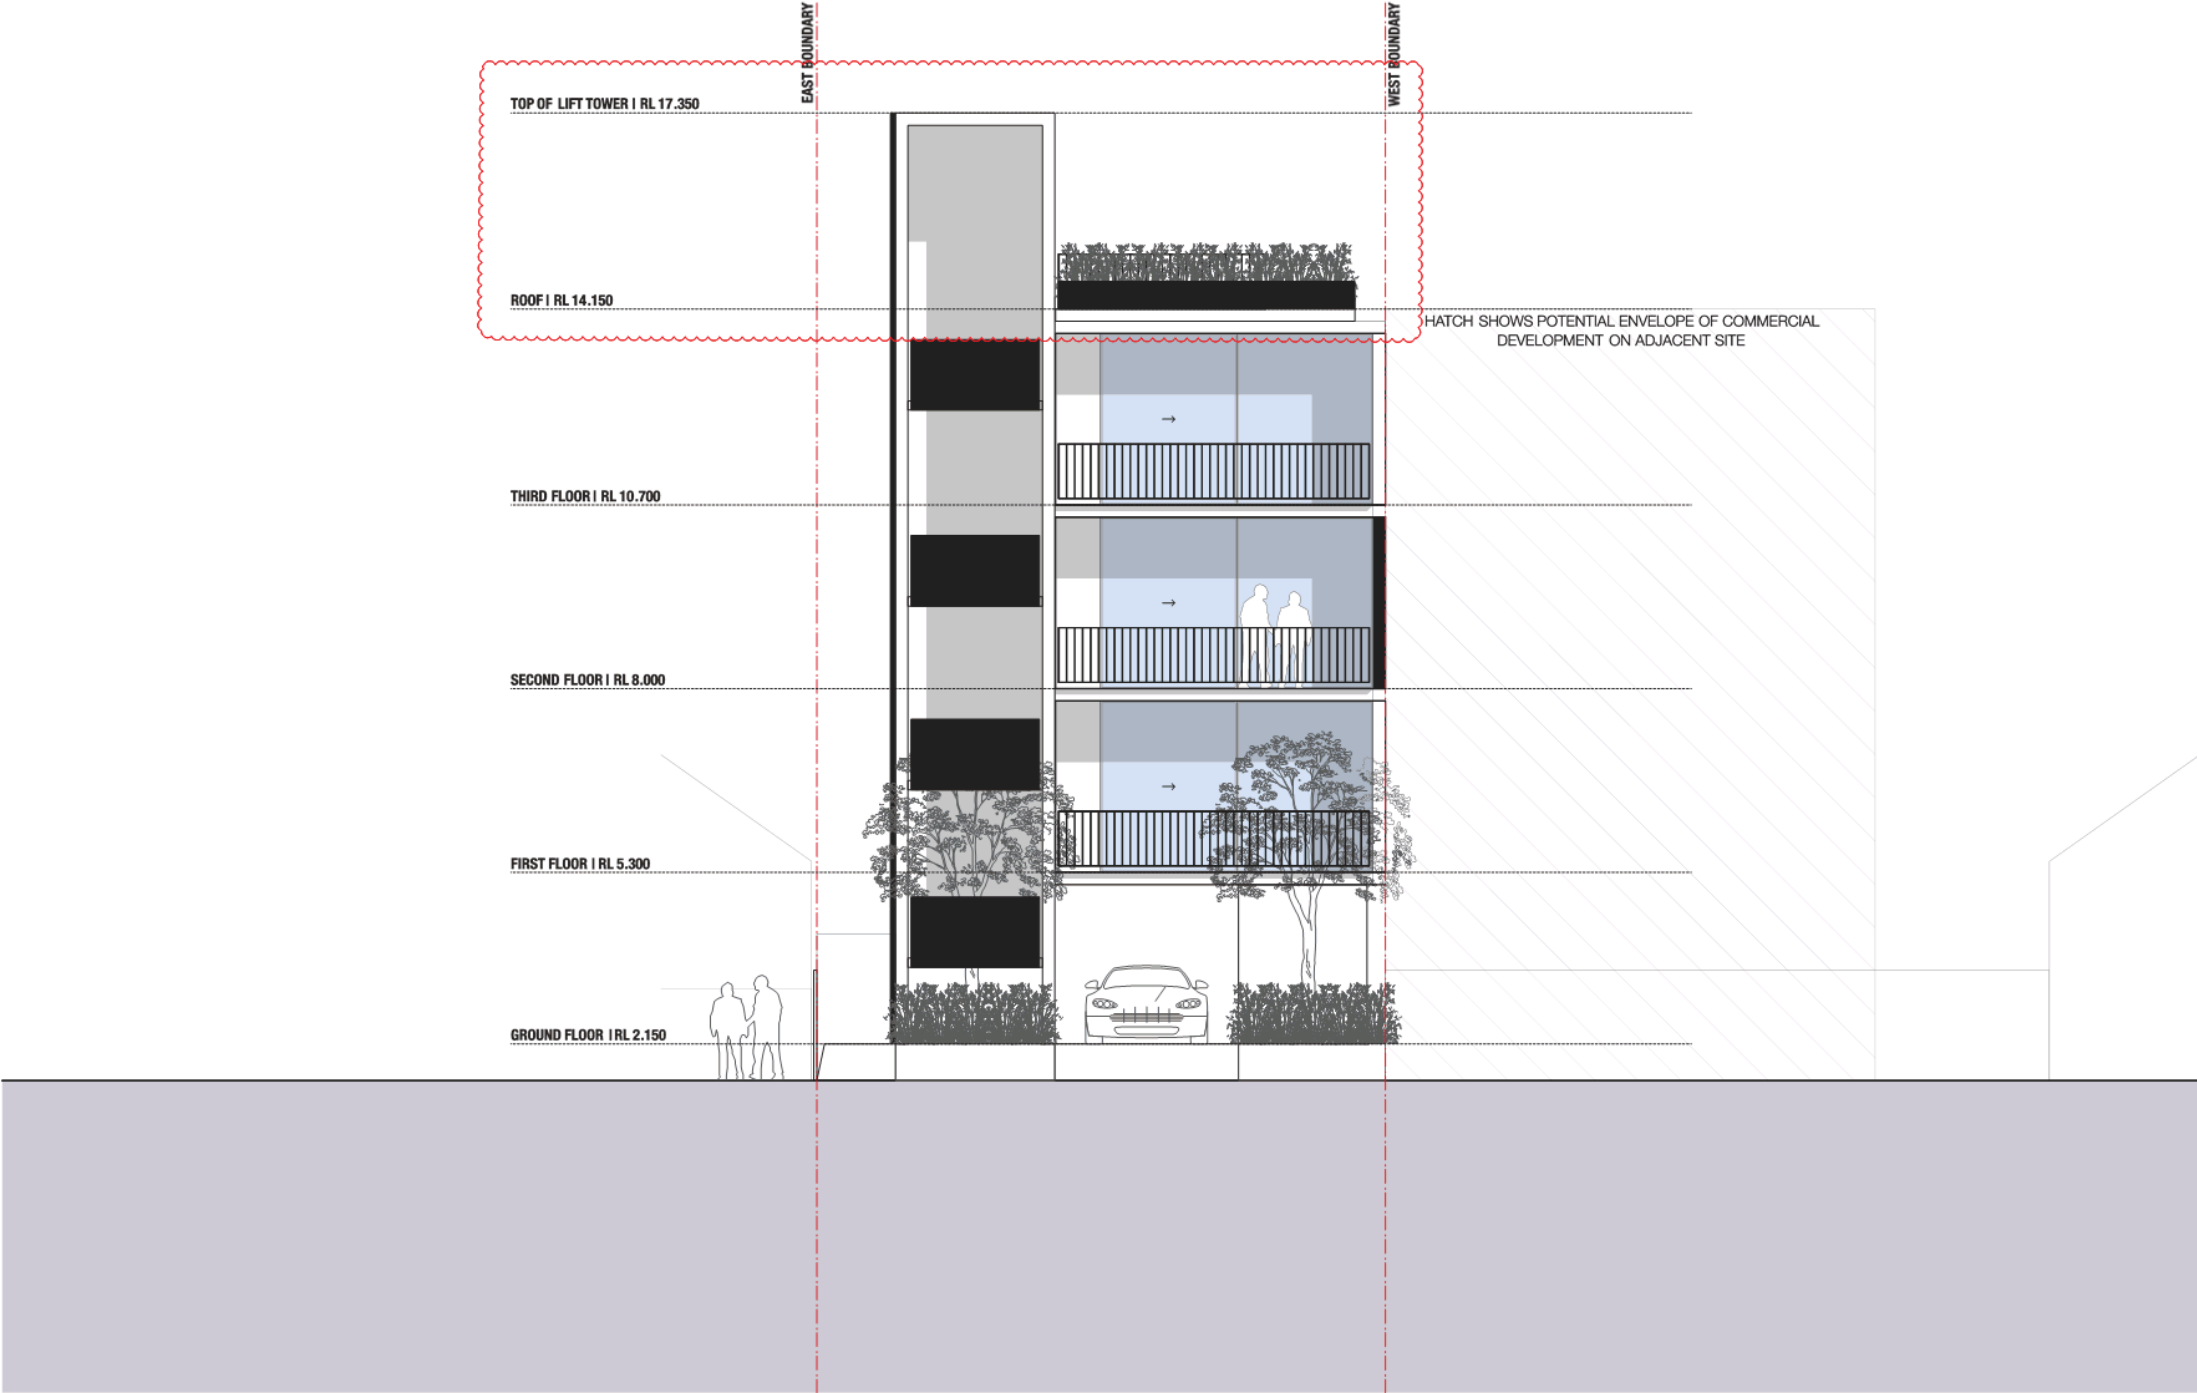 EAST BOUNDARY
WEST BOUNDARY
TOP OF LIFT TOWER | RL 17.350
ROOF | RL 14.150
HATCH SHOWS POTENTIAL ENVELOPE OF COMMERCIAL
DEVELOPMENT ON ADJACENT SITE
THIRD FLOOR | RL 10.700
SECOND FLOOR | RL 8.000
FIRST FLOOR | RL 5.300
GROUND FLOOR | RL 2.150